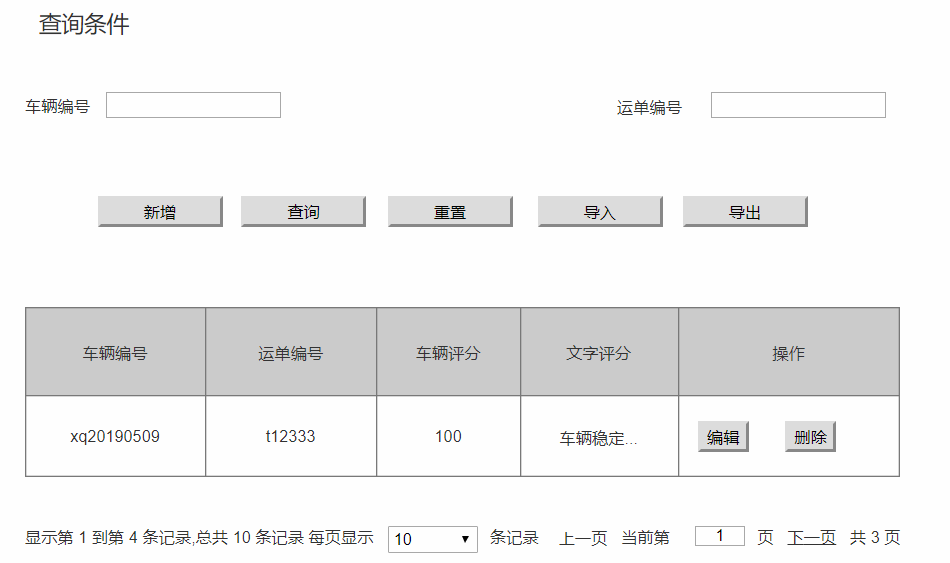 查询条件
车辆编号 运单编号
新增 查询 重置 导入 导出
车辆编号 运单编号 车辆评分 文字评分 操作
xq20190509 t12333 100 车辆稳定... 编辑 删除
显示第 1 到第 4 条记录,总共 10 条记录 每页显示 10 条记录 上一页 当前第 1 页 下一页 共 3 页